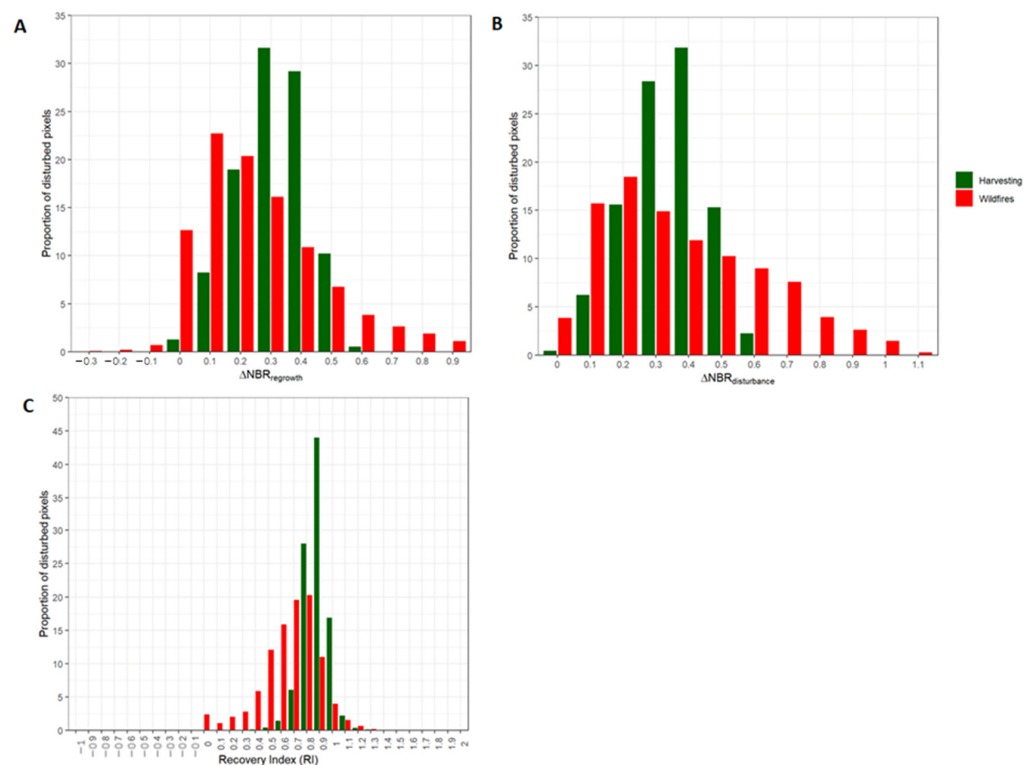 A
Proportion of disturbed pixels
35
30
25
20
15
10
5
0
−0.3 −0.2 −0.1 0 0.1 0.2 0.3 0.4 0.5 0.6 0.7 0.8 0.9
ΔNBRregrowth
B
Proportion of disturbed pixels
35
30
25
20
15
10
5
0
0 0.1 0.2 0.3 0.4 0.5 0.6 0.7 0.8 0.9 1 1.1
ΔNBRdisturbance
Harvesting
Wildfires
C
Proportion of disturbed pixels
50
45
40
35
30
25
20
15
10
5
0
−1 −0.9 −0.8 −0.7 −0.6 −0.5 −0.4 −0.3 −0.2 −0.1 0 0.1 0.2 0.3 0.4 0.5 0.6 0.7 0.8 0.9 1 1.1 1.2 1.3 1.4 1.5 1.6 1.7 1.8 1.9 2
Recovery Index (RI)